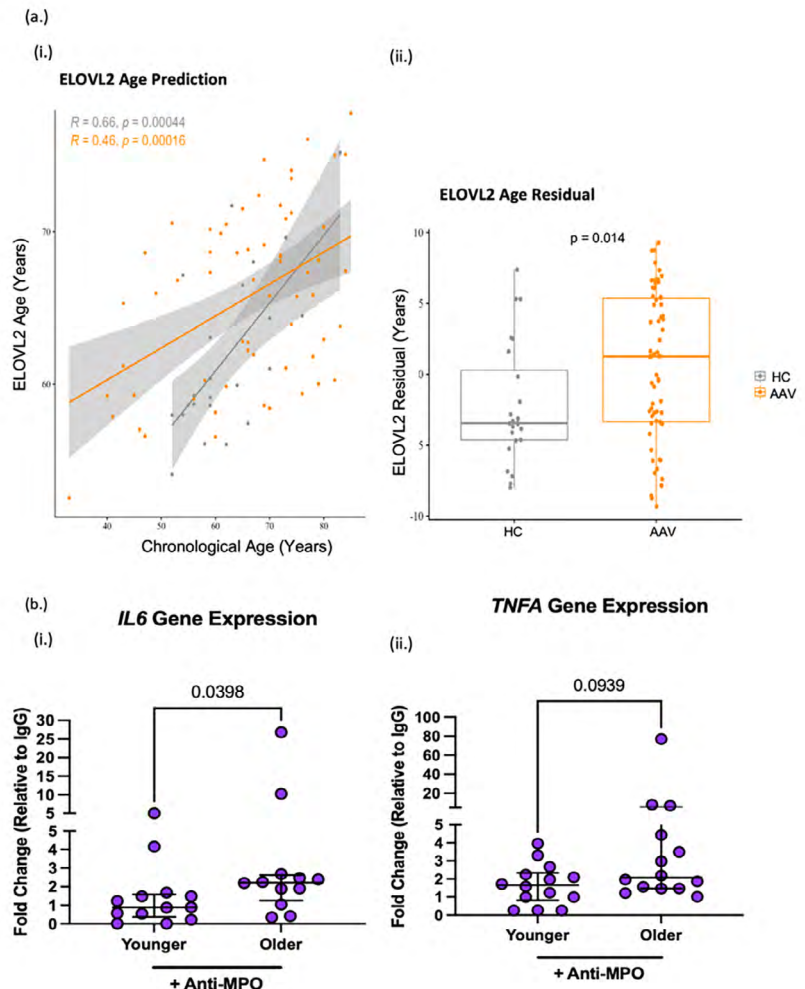 (a.)
(i.)
(ii.)
ELOVL2 Age Prediction
R = 0.66, p = 0.00044
R = 0.46, p = 0.00016
70
60
ELOVL2 Age (Years)
40 50 60 70 80
Chronological Age (Years)
ELOVL2 Age Residual
p = 0.014
10
5
0
5
-10
ELOVL2 Residual (Years)
HC AAV
HC
AAV
(b.)
(i.)
IL6 Gene Expression
(ii.)
TNFA Gene Expression
0.0398
Fold Change (Relative to IgG)
30
25
20
15
10
5
5
4
3
2
1
0
Younger Older
+ Anti-MPO
0.0939
Fold Change (Relative to IgG)
100
80
60
40
20
5
4
3
2
1
0
Younger Older
+ Anti-MPO